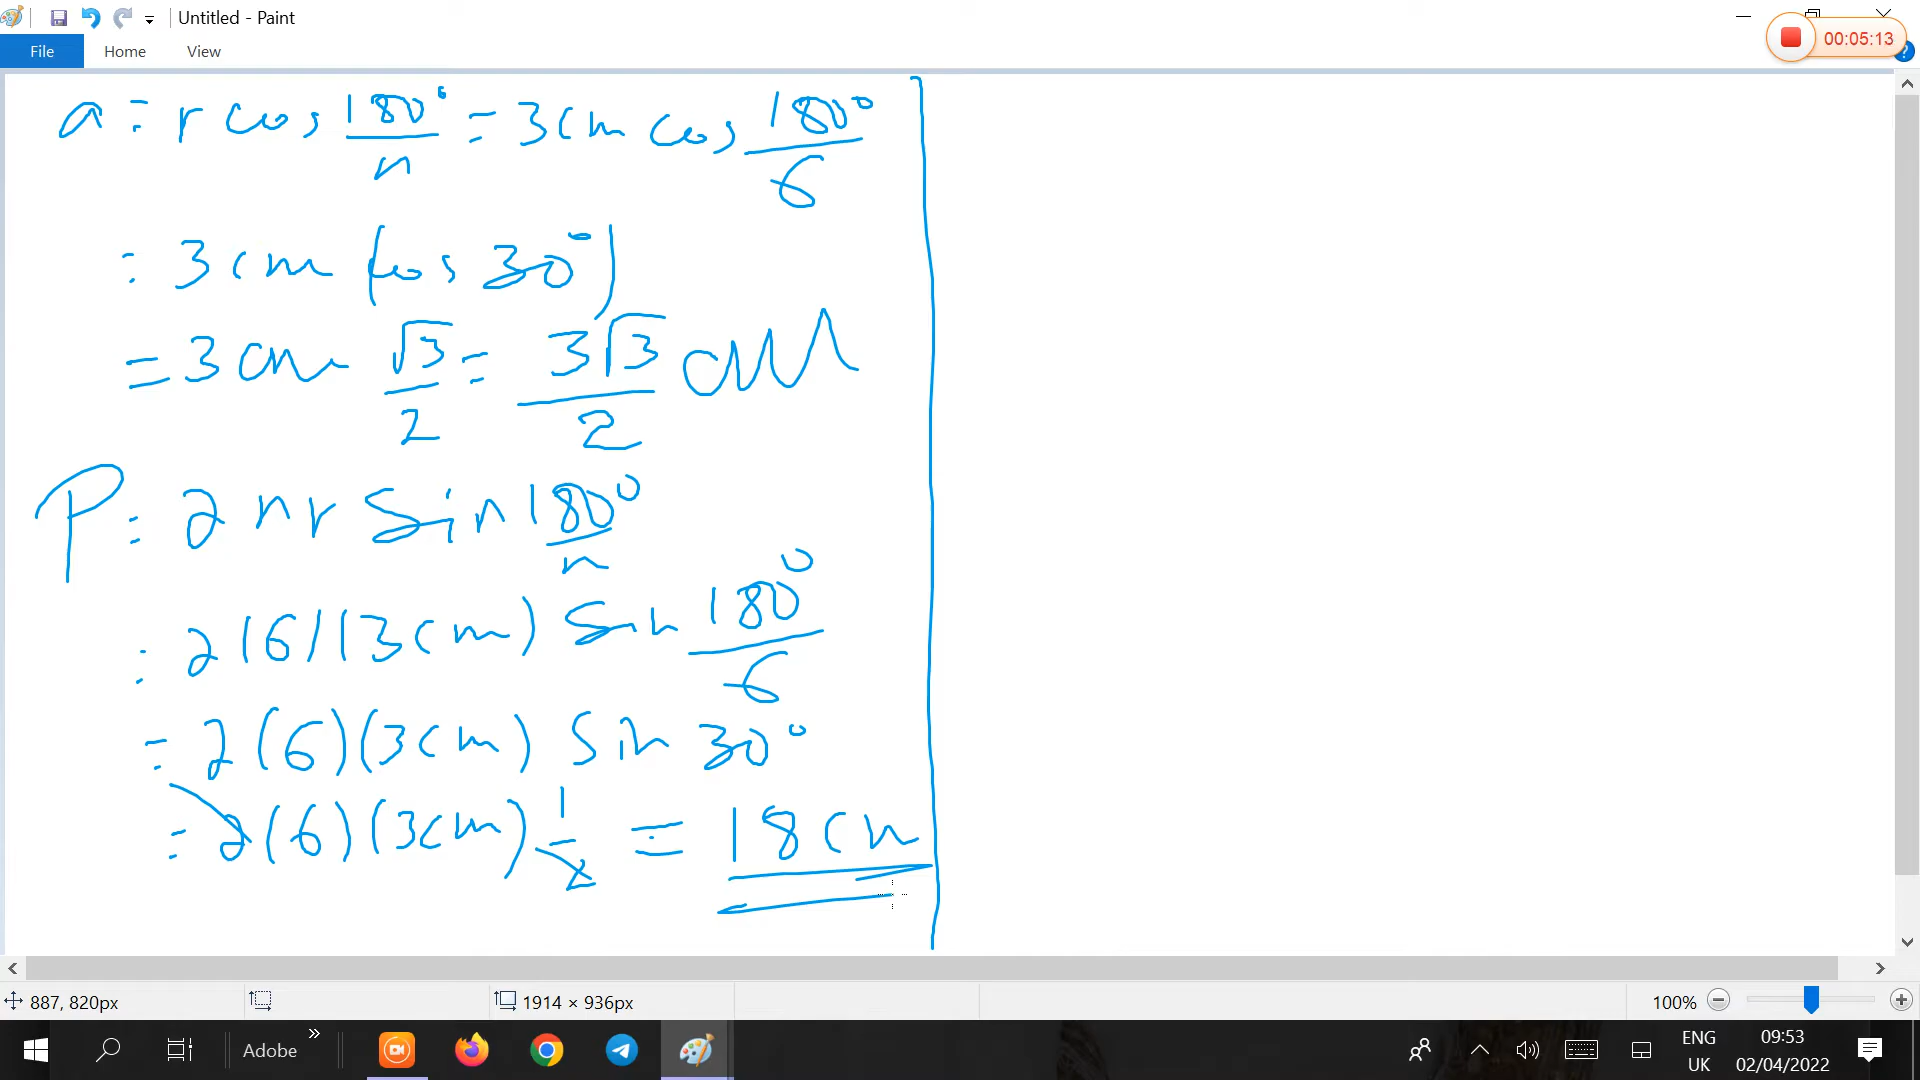 Untitled - Paint
00:05:13
File Home View
a = r cos 180°/n = 3cm cos 180°/6
= 3cm (cos 30°)
= 3cm √3/2 = 3√3/2 cm
P = 2nr sin 180°/n
= 2(6)(3cm) sin 180°/6
= 2(6)(3cm) sin 30°
= 2(6)(3cm) 1/2 = 18cm
887, 820px 1914 × 936px 100%
Adobe » ENG 09:53
UK 02/04/2022